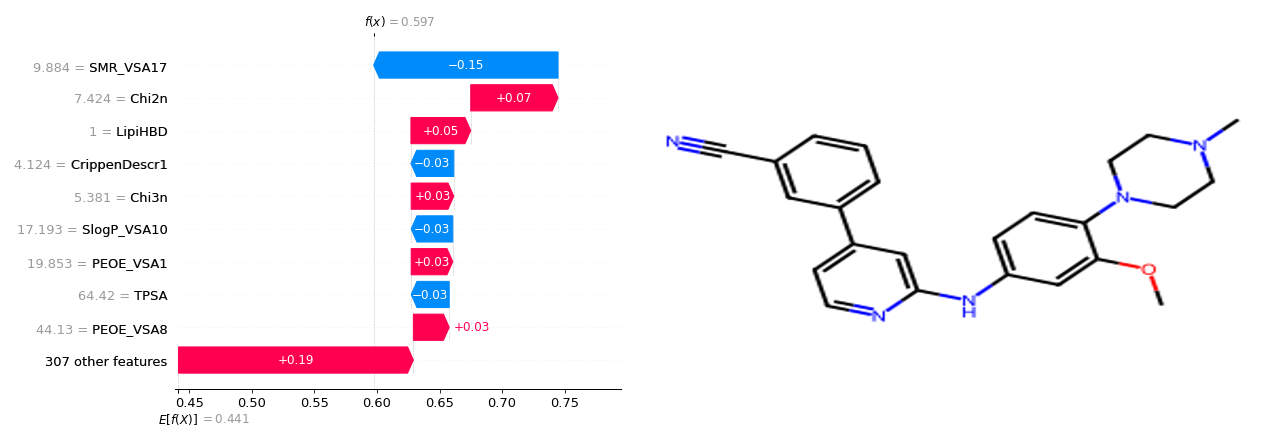 f(x) = 0.597
9.884 = SMR_VSA17
−0.15
7.424 = Chi2n
+0.07
1 = LipiHBD
+0.05
4.124 = CrippenDescr1
−0.03
5.381 = Chi3n
+0.03
17.193 = SlogP_VSA10
−0.03
19.853 = PEOE_VSA1
+0.03
64.42 = TPSA
−0.03
44.13 = PEOE_VSA8
+0.03
307 other features
+0.19
0.45 0.50 0.55 0.60 0.65 0.70 0.75
E[f(X)] = 0.441
N
N
N
O
N
H
N